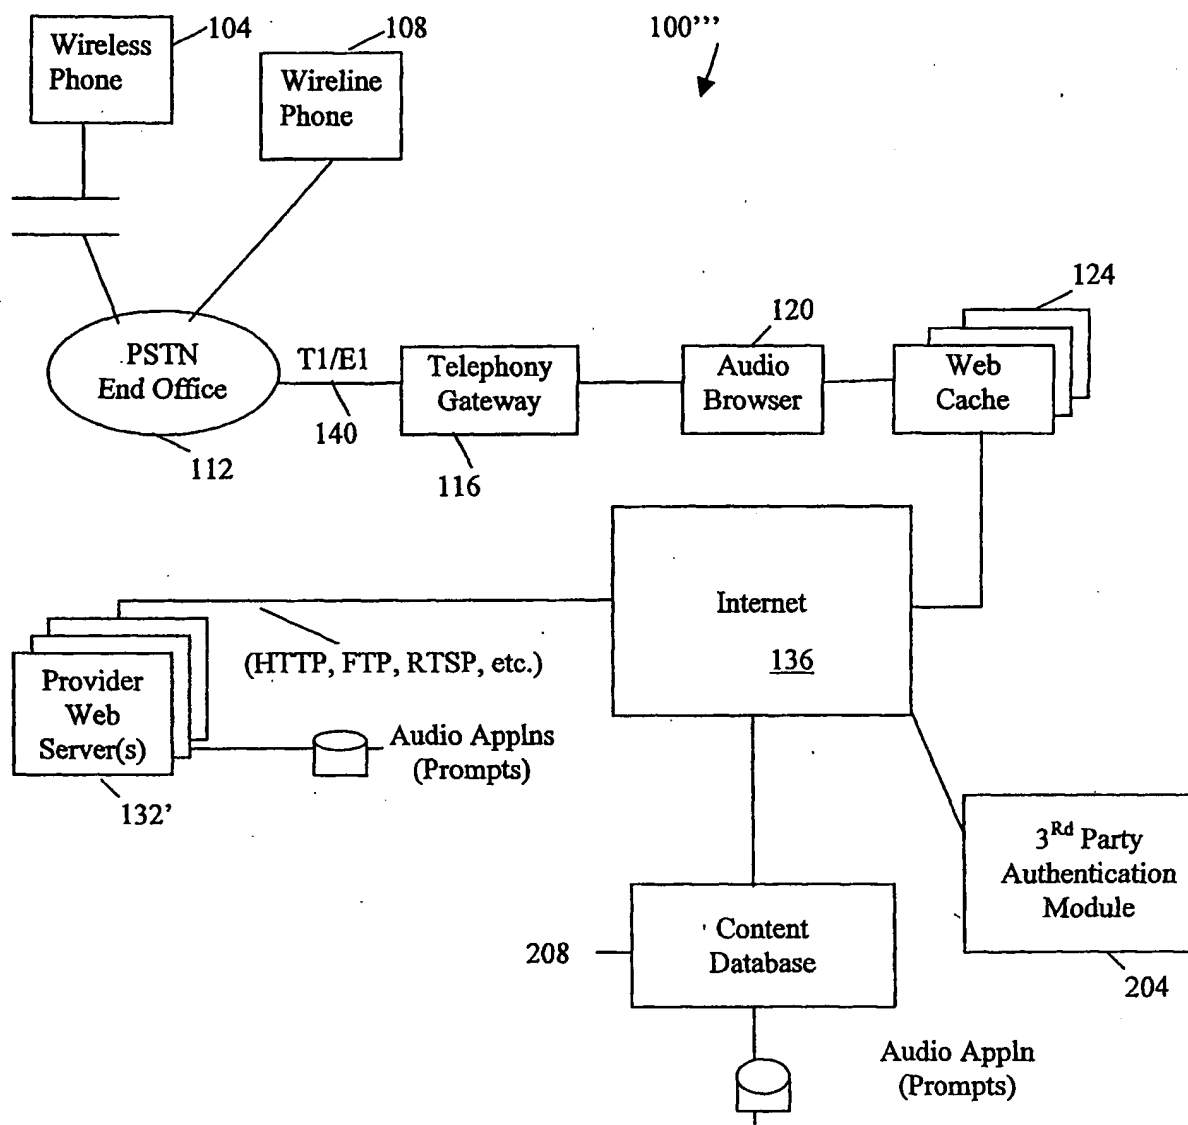 104
108
100’’’
Wireless
Phone
Wireline
Phone
124
120
PSTN
End Office
T1/E1
Telephony
Gateway
Audio
Browser
Web
Cache
140
112
116
Internet
136
(HTTP, FTP, RTSP, etc.)
Provider
Web
Server(s)
Audio Applns
(Prompts)
132’
3Rd Party
Authentication
Module
Content
Database
208
204
Audio Appln
(Prompts)